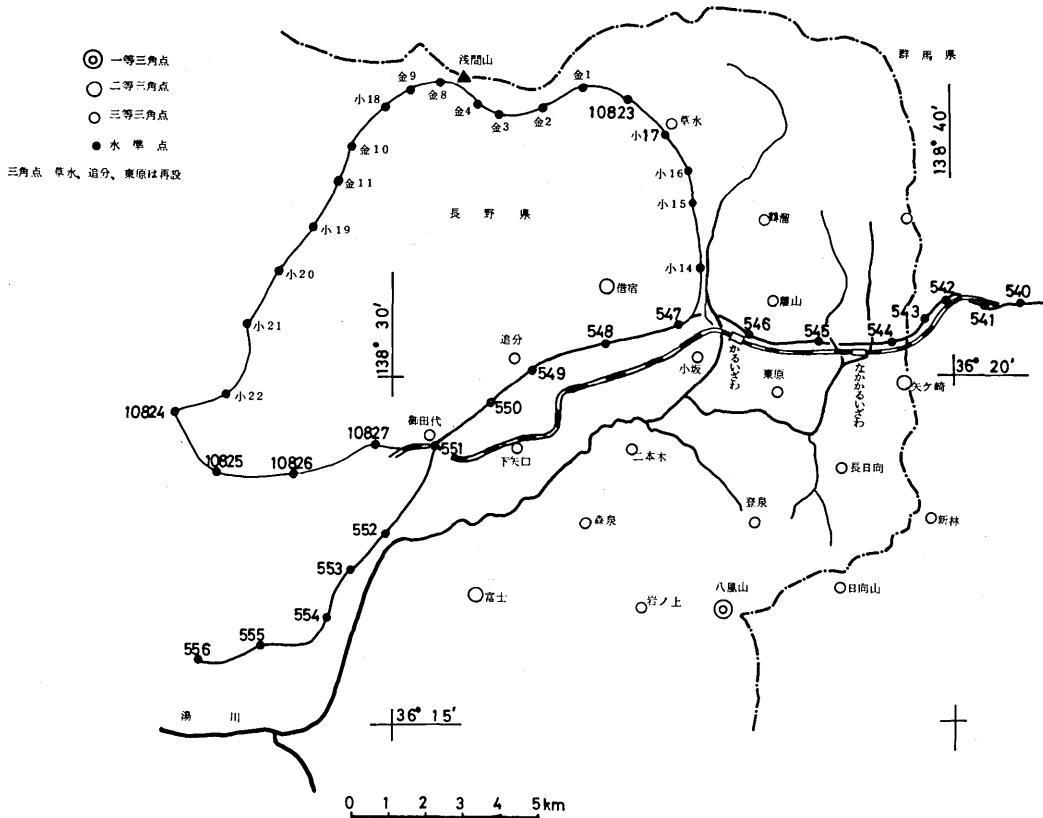 一等三角点
二等三角点
三等三角点
水準点
三角点 草水、追分、東原は再設
浅間山
群馬県
138° 40'
金1
金2
金3
金4
金8
金9
小18
金10
金11
小19
小20
小21
小22
10823
草水
小17
小16
小15
小14
長野県
鶴溜
借宿
離山
138° 30'
547
546
545
544
543
542
541
540
548
追分
549
550
小坂
かるいざわ
東原
なかかるいざわ
矢ケ崎
36° 20'
10824
10825
10826
10827
御田代
551
下矢口
二本木
長日向
552
森泉
登泉
新林
553
554
555
556
富士
岩ノ上
八風山
日向山
湯川
36° 15'
0 1 2 3 4 5km